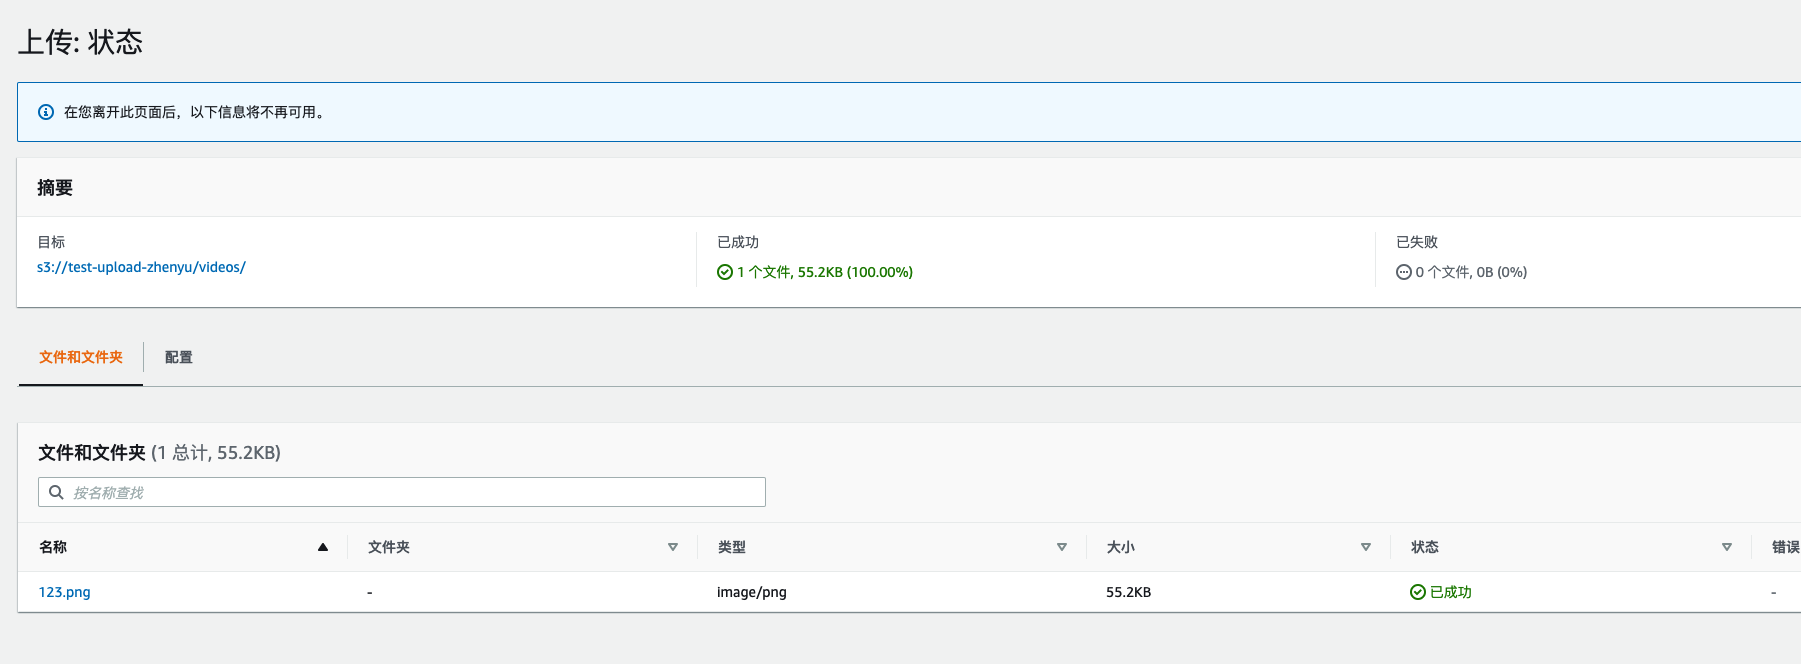 上传: 状态
在您离开此页面后，以下信息将不再可用。
摘要
目标 已成功 已失败
s3://test-upload-zhenyu/videos/ 1 个文件, 55.2KB (100.00%) 0 个文件, 0B (0%)
文件和文件夹 配置
文件和文件夹 (1 总计, 55.2KB)
按名称查找
名称 文件夹 类型 大小 状态 错误
123.png - image/png 55.2KB 已成功 -